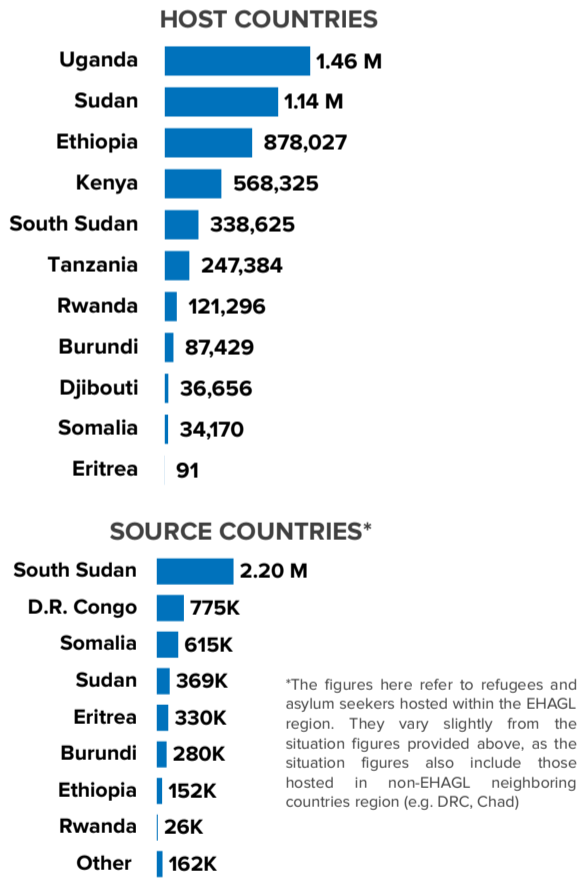 HOST COUNTRIES
Uganda 1.46 M
Sudan 1.14 M
Ethiopia 878,027
Kenya 568,325
South Sudan 338,625
Tanzania 247,384
Rwanda 121,296
Burundi 87,429
Djibouti 36,656
Somalia 34,170
Eritrea 91
SOURCE COUNTRIES*
South Sudan 2.20 M
D.R. Congo 775K
Somalia 615K
Sudan 369K
Eritrea 330K
Burundi 280K
Ethiopia 152K
Rwanda 26K
Other 162K
*The figures here refer to refugees and
asylum seekers hosted within the EHAGL
region. They vary slightly from the
situation figures provided above, as the
situation figures also include those
hosted in non-EHAGL neighboring
countries region (e.g. DRC, Chad)